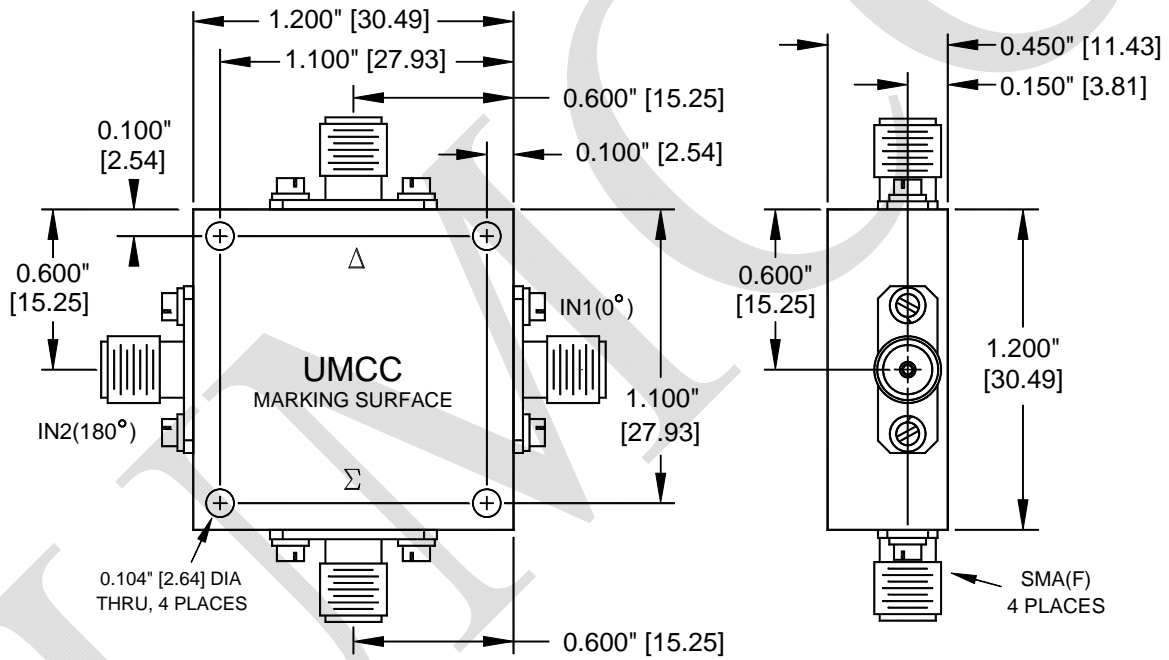 1.200" [30.49]
1.100" [27.93]
0.600" [15.25]
0.100" [2.54]
0.100"
[2.54]
0.600"
[15.25]
Δ
IN1(0°)
UMCC
MARKING SURFACE
IN2(180°)
1.100"
[27.93]
Σ
0.104" [2.64] DIA
THRU, 4 PLACES
0.600" [15.25]
0.450" [11.43]
0.150" [3.81]
0.600"
[15.25]
1.200"
[30.49]
SMA(F)
4 PLACES